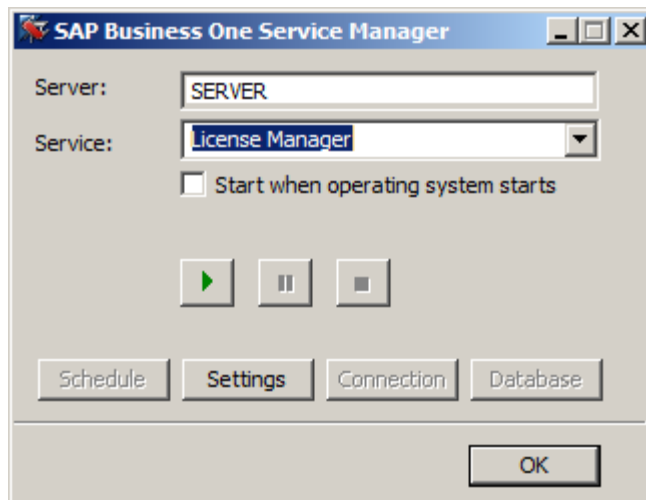 SAP Business One Service Manager
Server: SERVER
Service: License Manager
Start when operating system starts
Schedule Settings Connection Database
OK